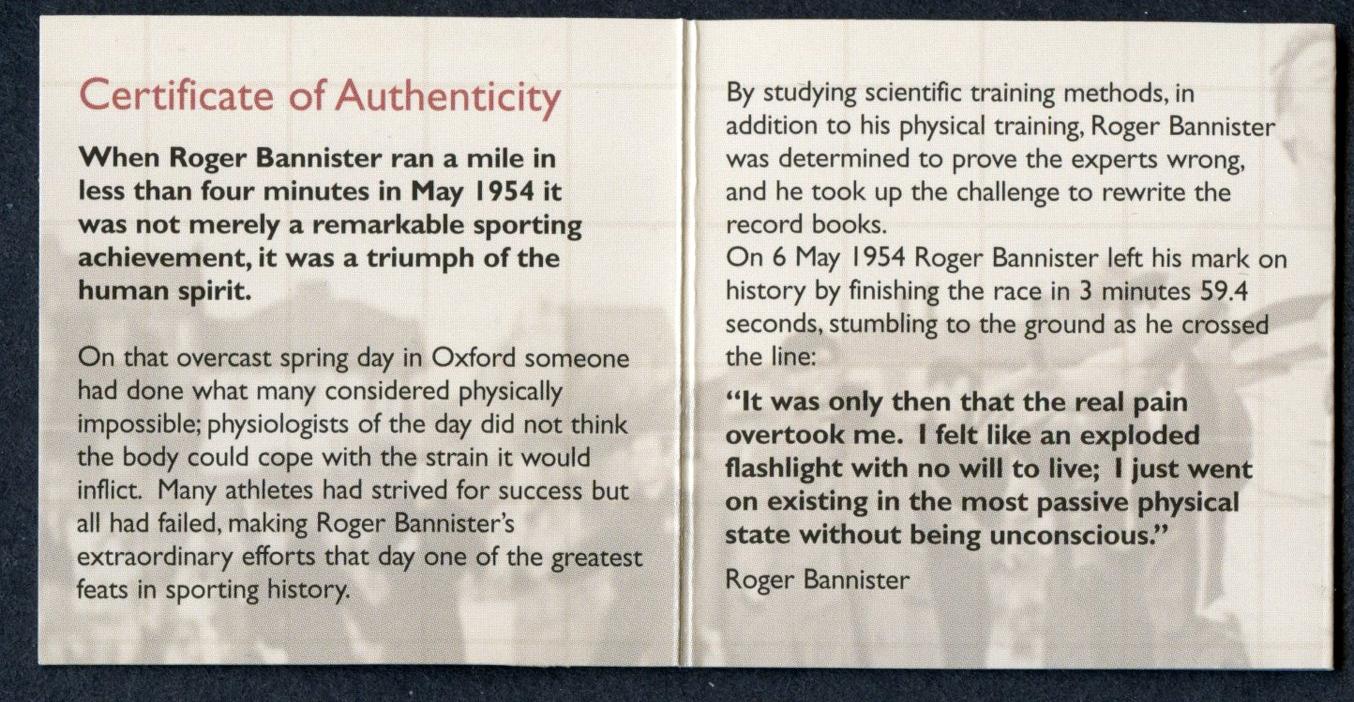 Certificate of Authenticity
When Roger Bannister ran a mile in
less than four minutes in May 1954 it
was not merely a remarkable sporting
achievement, it was a triumph of the
human spirit.
On that overcast spring day in Oxford someone
had done what many considered physically
impossible; physiologists of the day did not think
the body could cope with the strain it would
inflict. Many athletes had strived for success but
all had failed, making Roger Bannister's
extraordinary efforts that day one of the greatest
feats in sporting history.
By studying scientific training methods, in
addition to his physical training, Roger Bannister
was determined to prove the experts wrong,
and he took up the challenge to rewrite the
record books.
On 6 May 1954 Roger Bannister left his mark on
history by finishing the race in 3 minutes 59.4
seconds, stumbling to the ground as he crossed
the line:
“It was only then that the real pain
overtook me. I felt like an exploded
flashlight with no will to live; I just went
on existing in the most passive physical
state without being unconscious.”
Roger Bannister